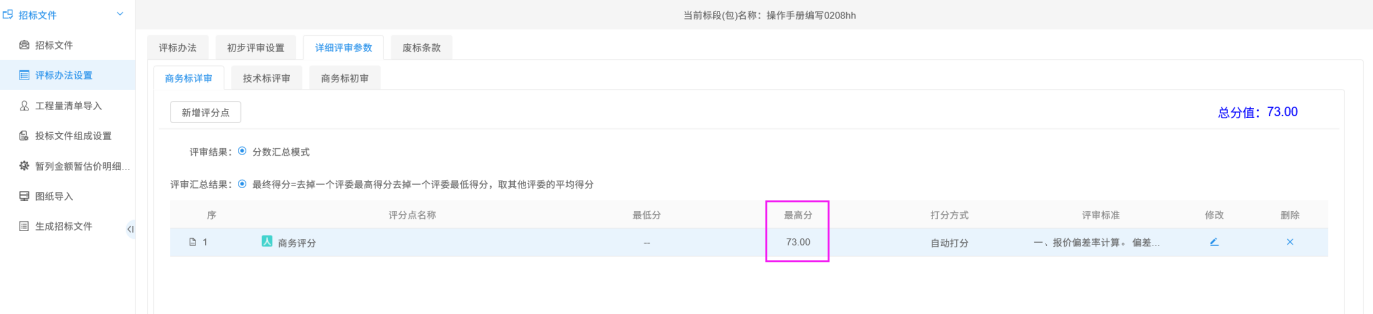 招标文件
当前标段(包)名称：操作手册编写0208hh
招标文件
评标办法设置
工程量清单导入
投标文件组成设置
暂列金额暂估价明细...
图纸导入
生成招标文件
评标办法 初步评审设置 详细评审参数 废标条款
商务标详审 技术标评审 商务标初审
新增评分点 总分值：73.00
评审结果： 分数汇总模式
评审汇总结果： 最终得分=去掉一个评委最高得分去掉一个评委最低得分，取其他评委的平均得分
序 评分点名称 最低分 最高分 打分方式 评审标准 修改 删除
1 人 商务评分 -- 73.00 自动打分 一、报价偏差率计算。 偏差...